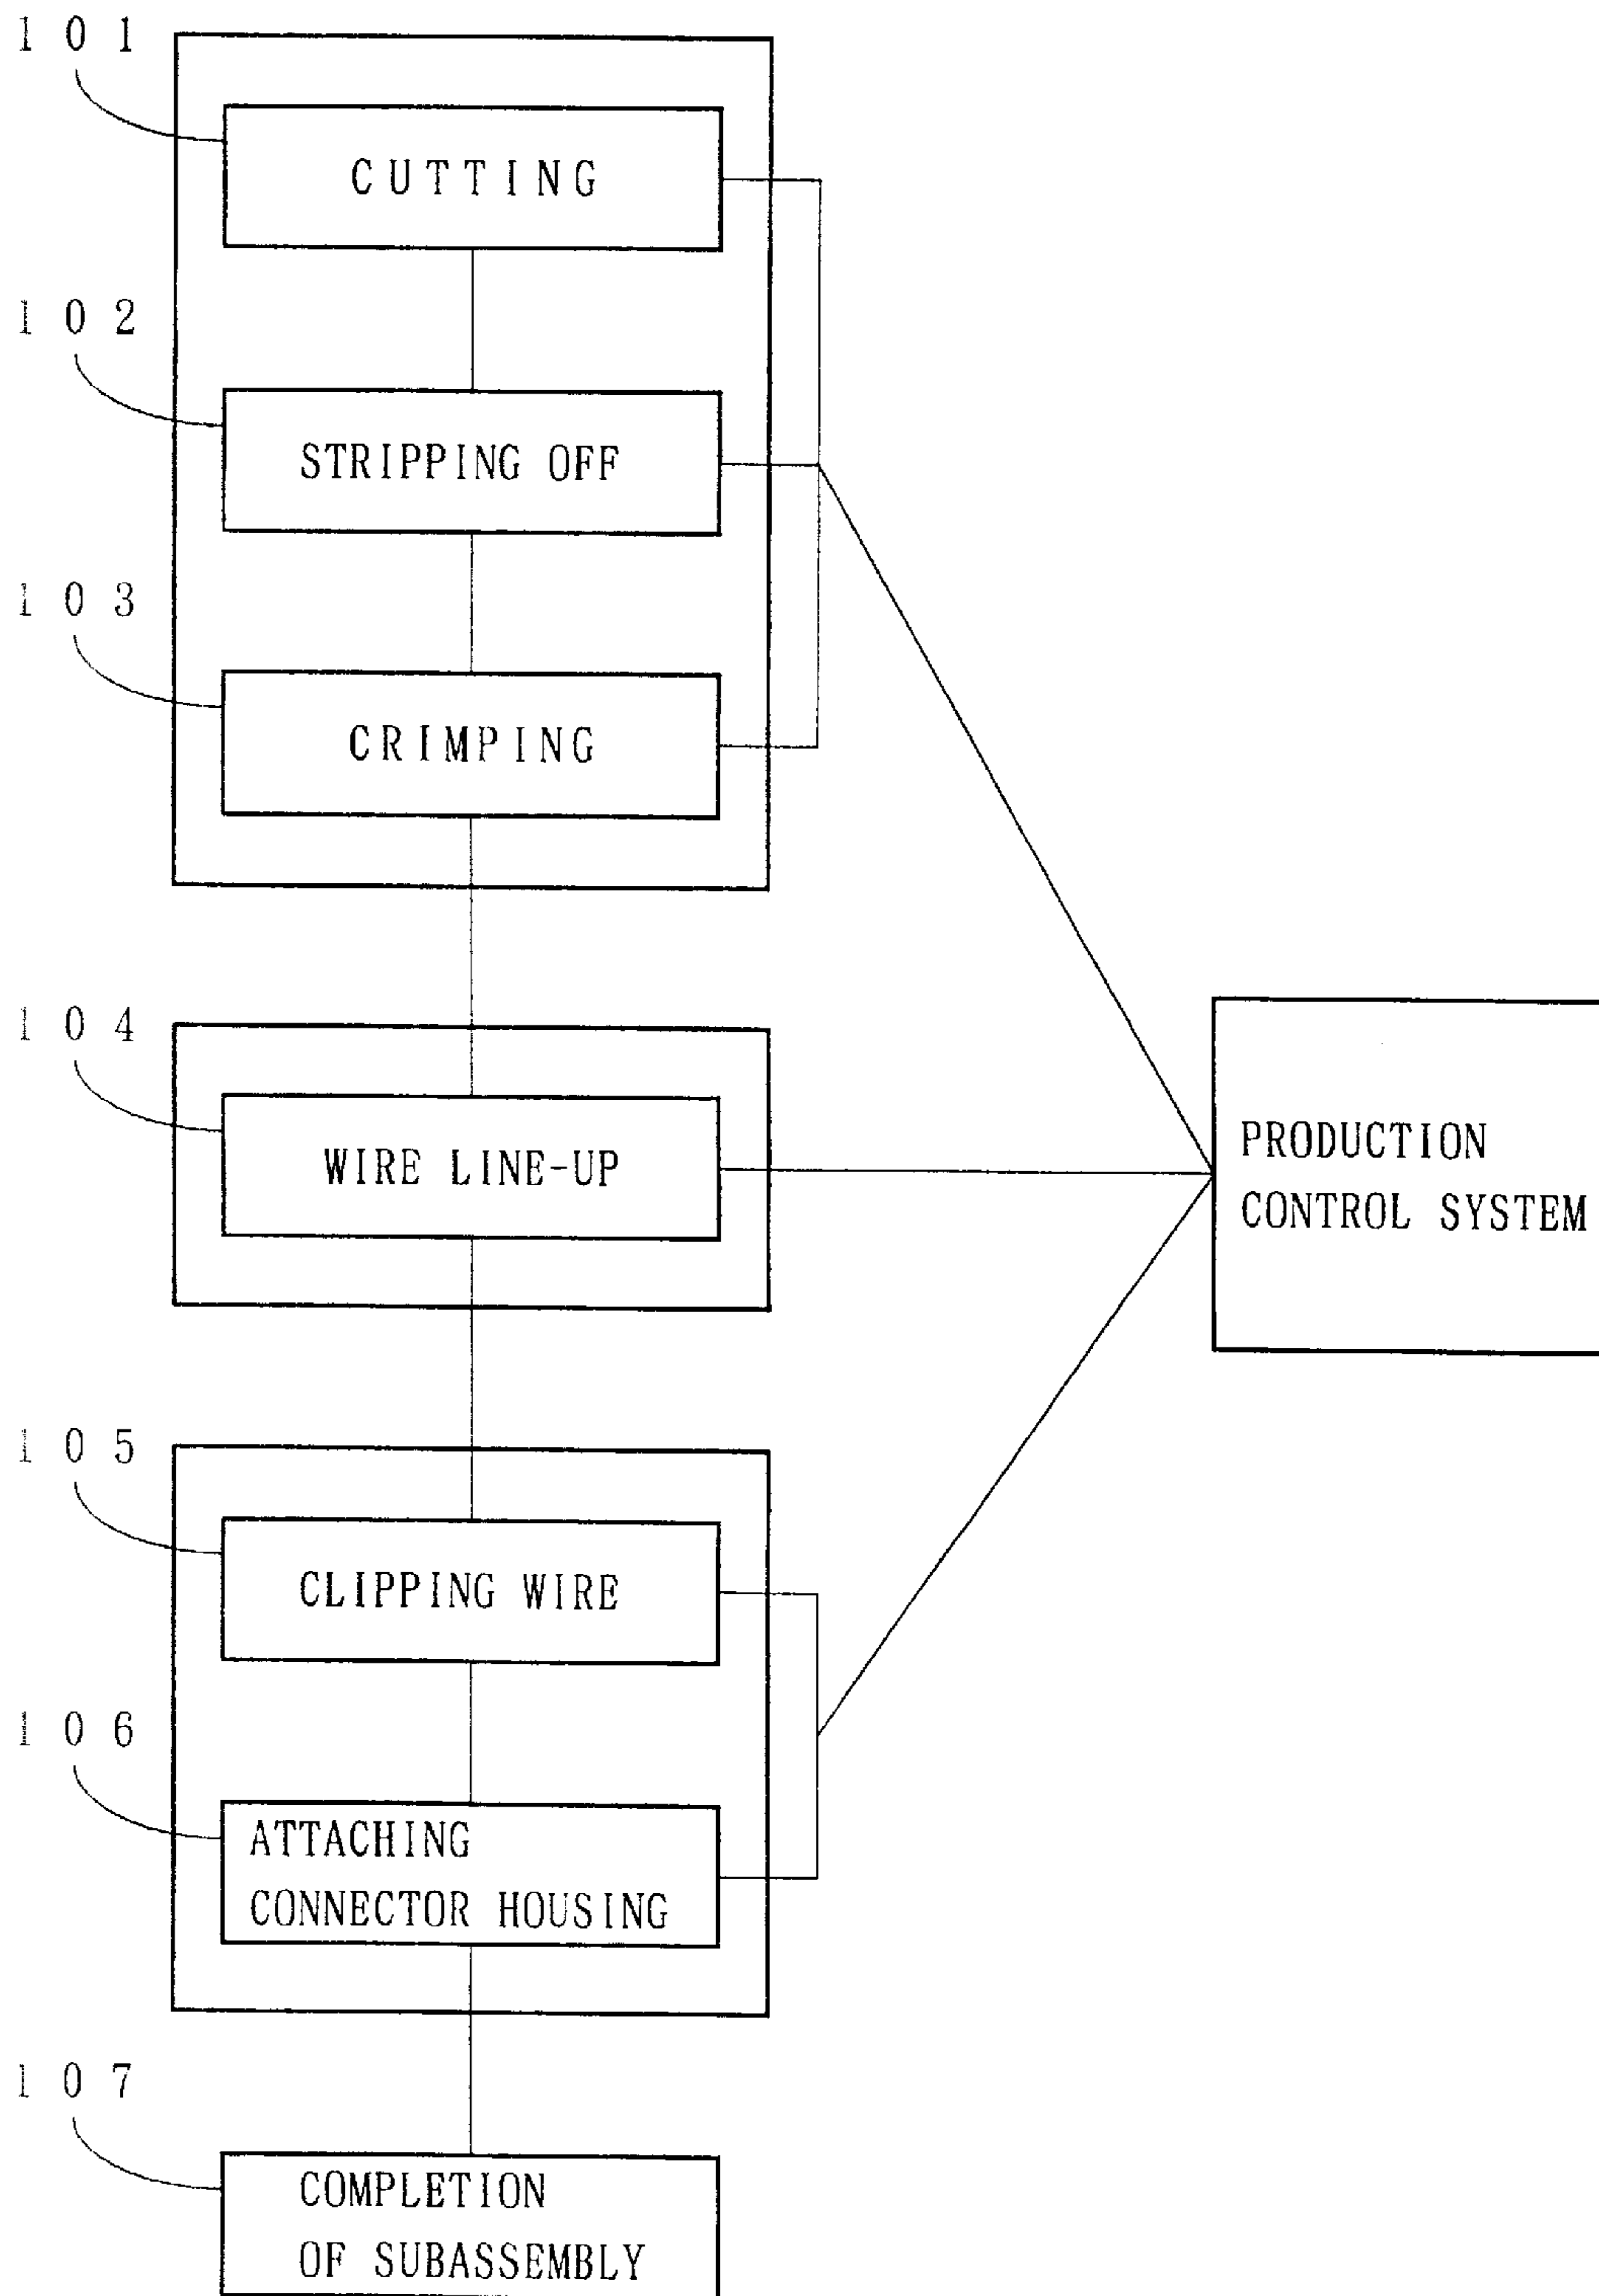 101
CUTTING
102
STRIPPING OFF
103
CRIMPING
104
WIRE LINE-UP
PRODUCTION
CONTROL SYSTEM
105
CLIPPING WIRE
106
ATTACHING
CONNECTOR HOUSING
107
COMPLETION
OF SUBASSEMBLY